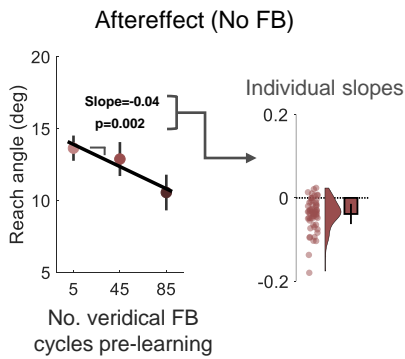 Aftereffect (No FB)
20
15
10
5
Reach angle (deg)
Slope=-0.04
p=0.002
5 45 85
No. veridical FB
cycles pre-learning
Individual slopes
0.2
0
-0.2